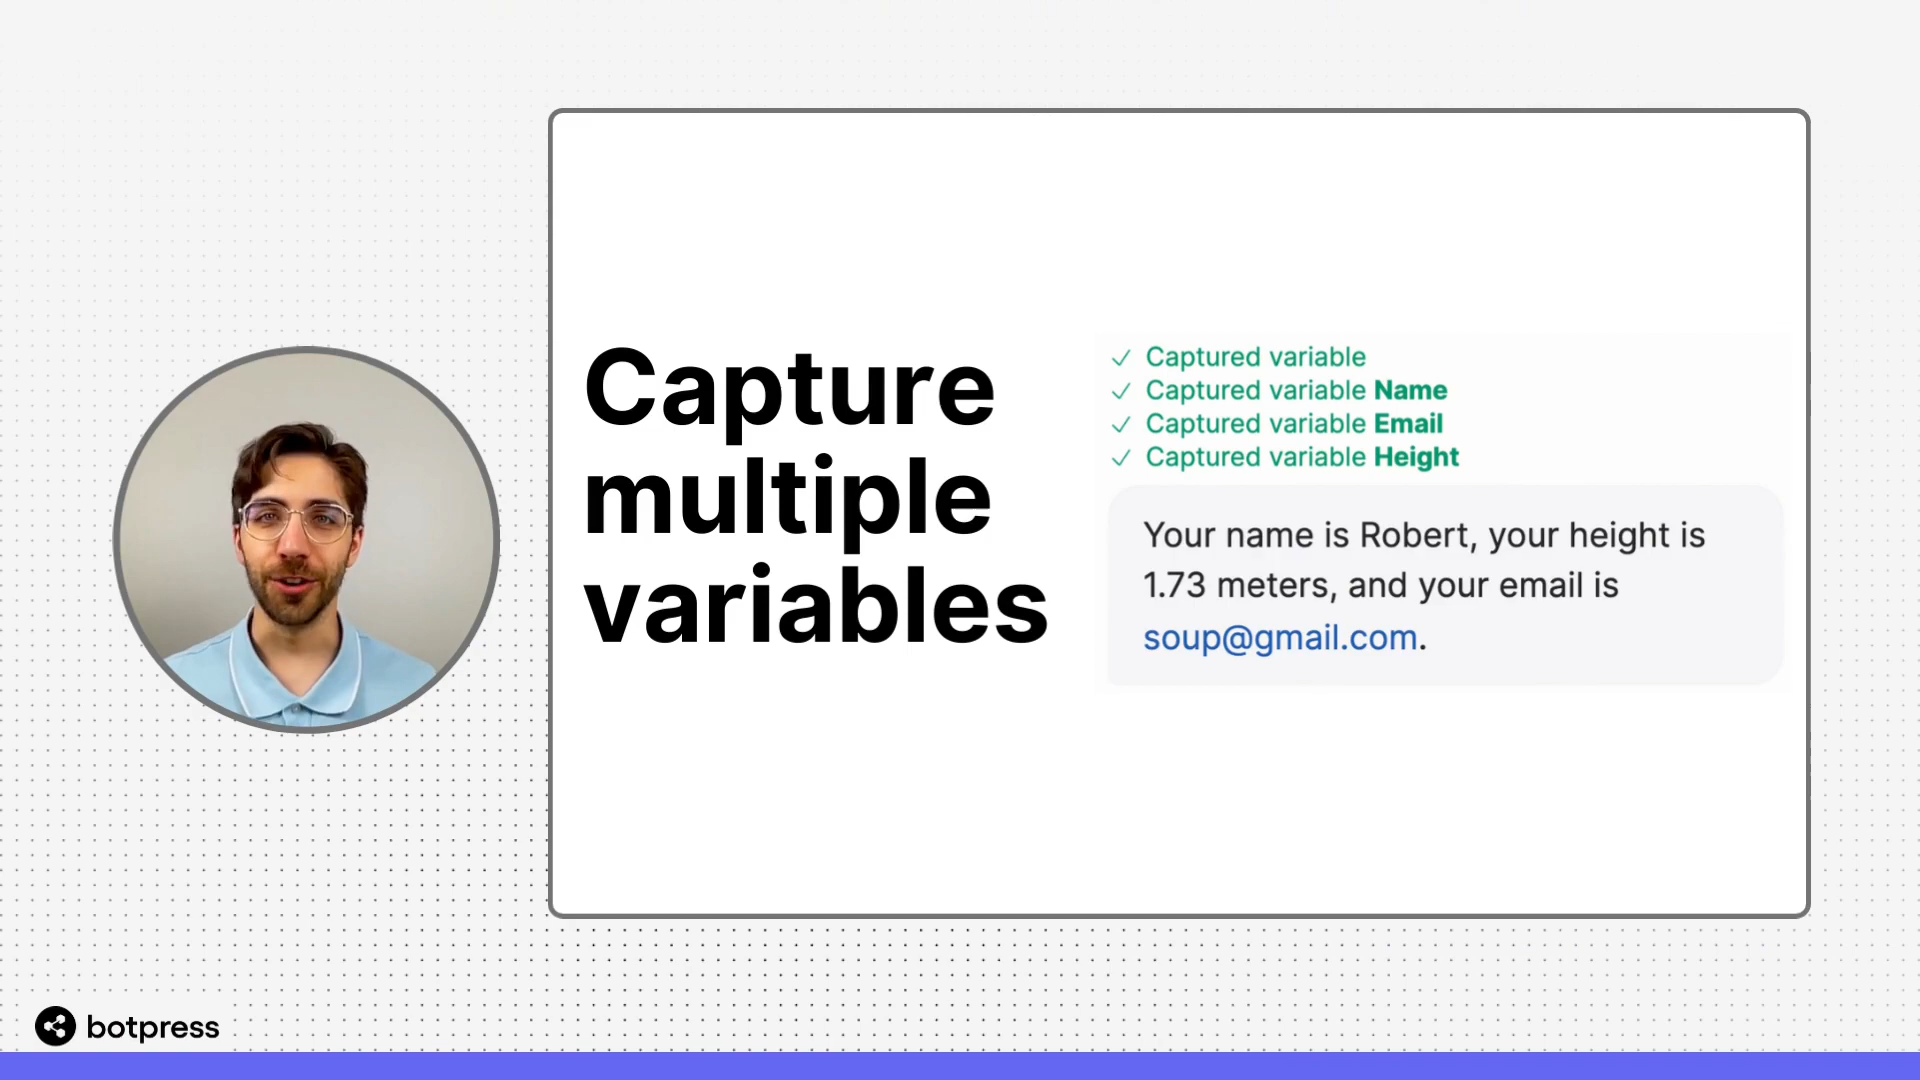 Capture
multiple
variables
✓ Captured variable
✓ Captured variable Name
✓ Captured variable Email
✓ Captured variable Height
Your name is Robert, your height is
1.73 meters, and your email is
soup@gmail.com.
botpress